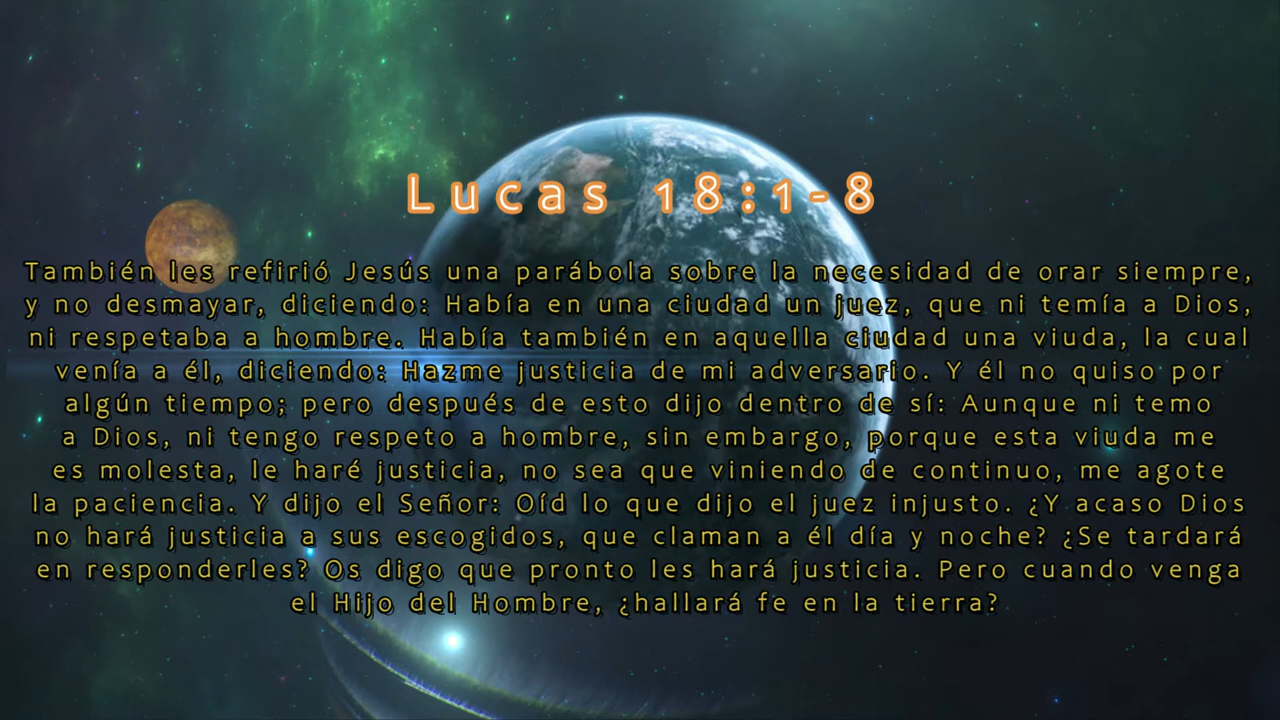 Lucas 18:1-8
También les refirió Jesús una parábola sobre la necesidad de orar siempre,
y no desmayar, diciendo: Había en una ciudad un juez, que ni temía a Dios,
ni respetaba a hombre. Había también en aquella ciudad una viuda, la cual
venía a él, diciendo: Hazme justicia de mi adversario. Y él no quiso por
algún tiempo; pero después de esto dijo dentro de sí: Aunque ni temo
a Dios, ni tengo respeto a hombre, sin embargo, porque esta viuda me
es molesta, le haré justicia, no sea que viniendo de continuo, me agote
la paciencia. Y dijo el Señor: Oíd lo que dijo el juez injusto. ¿Y acaso Dios
no hará justicia a sus escogidos, que claman a él día y noche? ¿Se tardará
en responderles? Os digo que pronto les hará justicia. Pero cuando venga
el Hijo del Hombre, ¿hallará fe en la tierra?